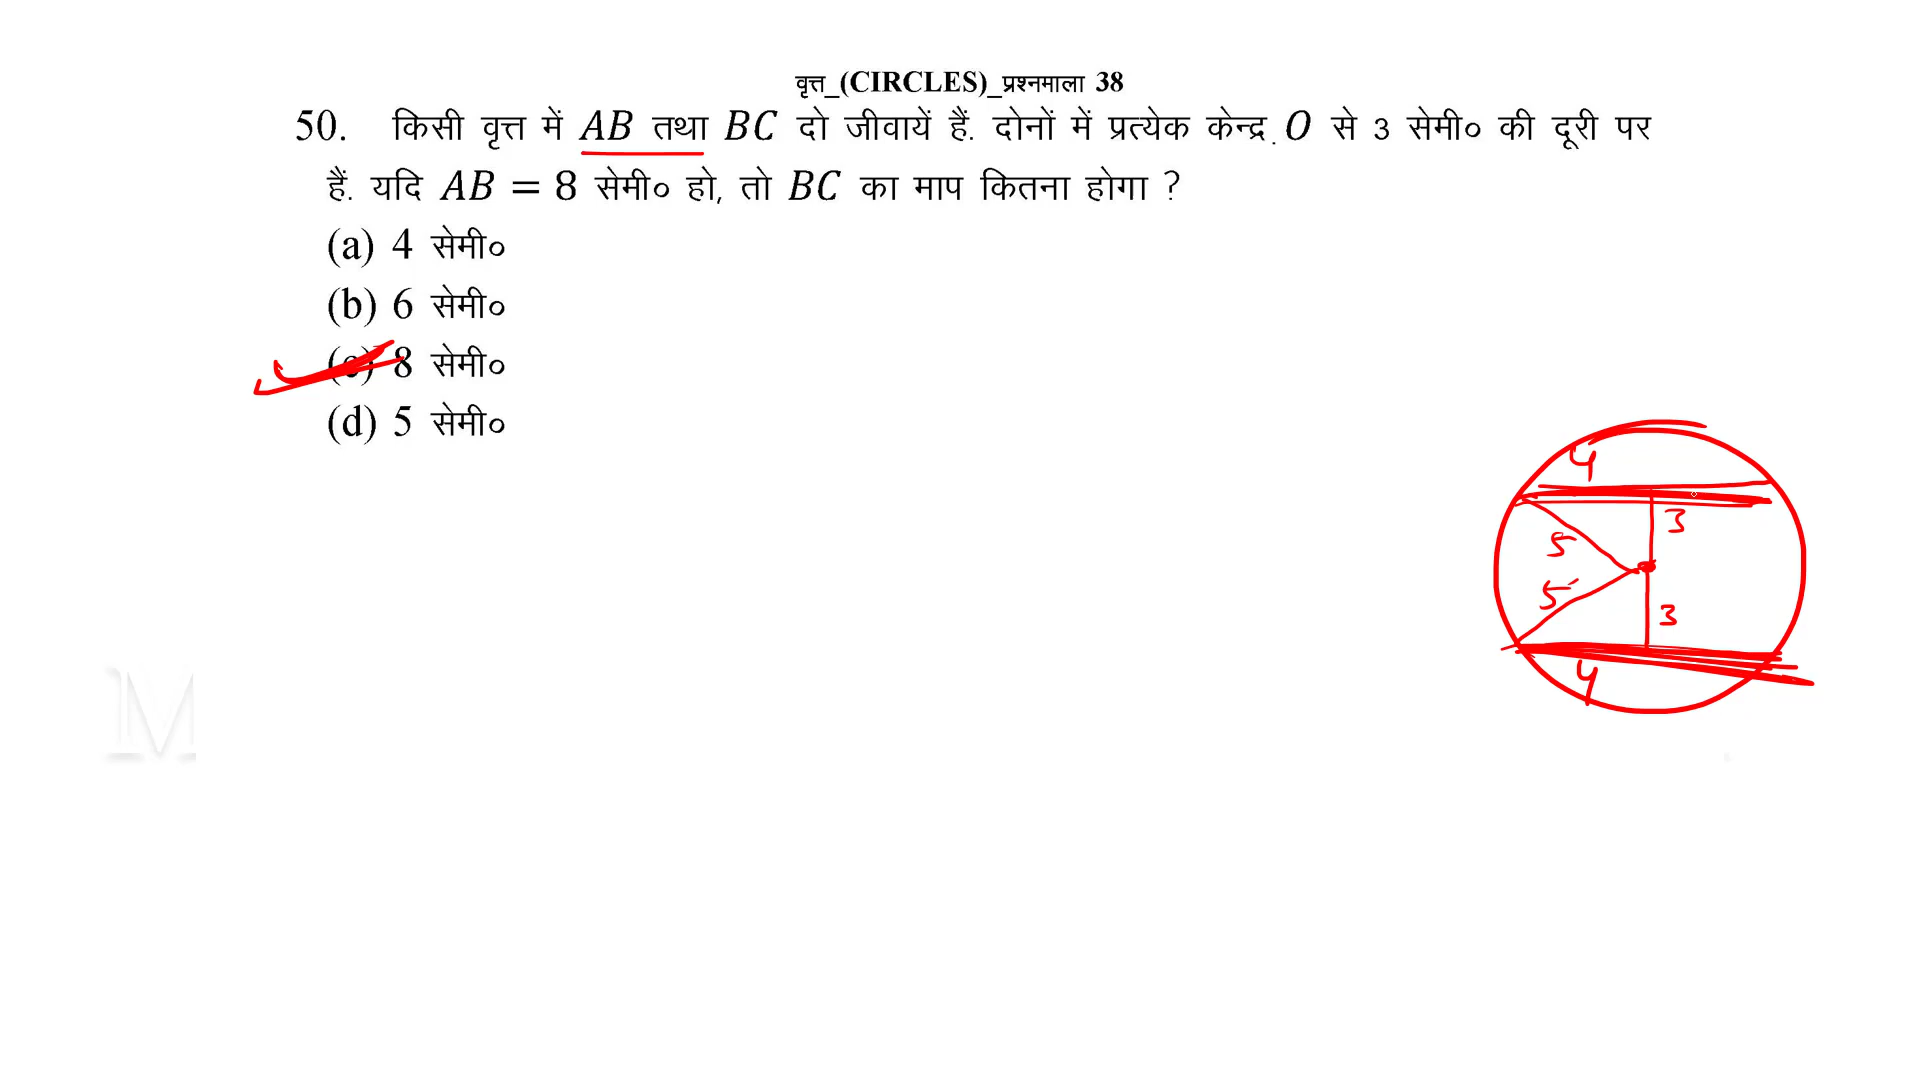 वृत्त_(CIRCLES)_प्रश्नमाला 38
50. किसी वृत्त में AB तथा BC दो जीवायें हैं. दोनों में प्रत्येक केन्द्र. O से 3 सेमी० की दूरी पर
हैं. यदि AB = 8 सेमी० हो, तो BC का माप कितना होगा ?
(a) 4 सेमी०
(b) 6 सेमी०
(c) 8 सेमी०
(d) 5 सेमी०
4
3
5
5
3
4
M